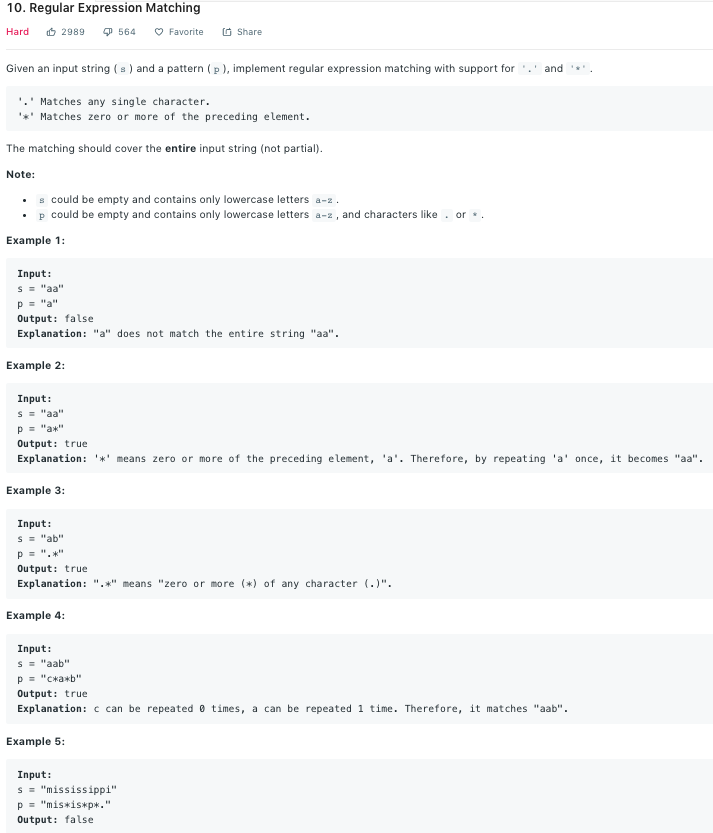 10. Regular Expression Matching
Hard 2989 564 Favorite Share
Given an input string ( s ) and a pattern ( p ), implement regular expression matching with support for '.' and '*' .
'.' Matches any single character.
'*' Matches zero or more of the preceding element.
The matching should cover the entire input string (not partial).
Note:
• s could be empty and contains only lowercase letters a-z .
• p could be empty and contains only lowercase letters a-z , and characters like . or * .
Example 1:
Input:
s = "aa"
p = "a"
Output: false
Explanation: "a" does not match the entire string "aa".
Example 2:
Input:
s = "aa"
p = "a*"
Output: true
Explanation: '*' means zero or more of the preceding element, 'a'. Therefore, by repeating 'a' once, it becomes "aa".
Example 3:
Input:
s = "ab"
p = ".*"
Output: true
Explanation: ".*" means "zero or more (*) of any character (.)".
Example 4:
Input:
s = "aab"
p = "c*a*b"
Output: true
Explanation: c can be repeated 0 times, a can be repeated 1 time. Therefore, it matches "aab".
Example 5:
Input:
s = "mississippi"
p = "mis*is*p*."
Output: false